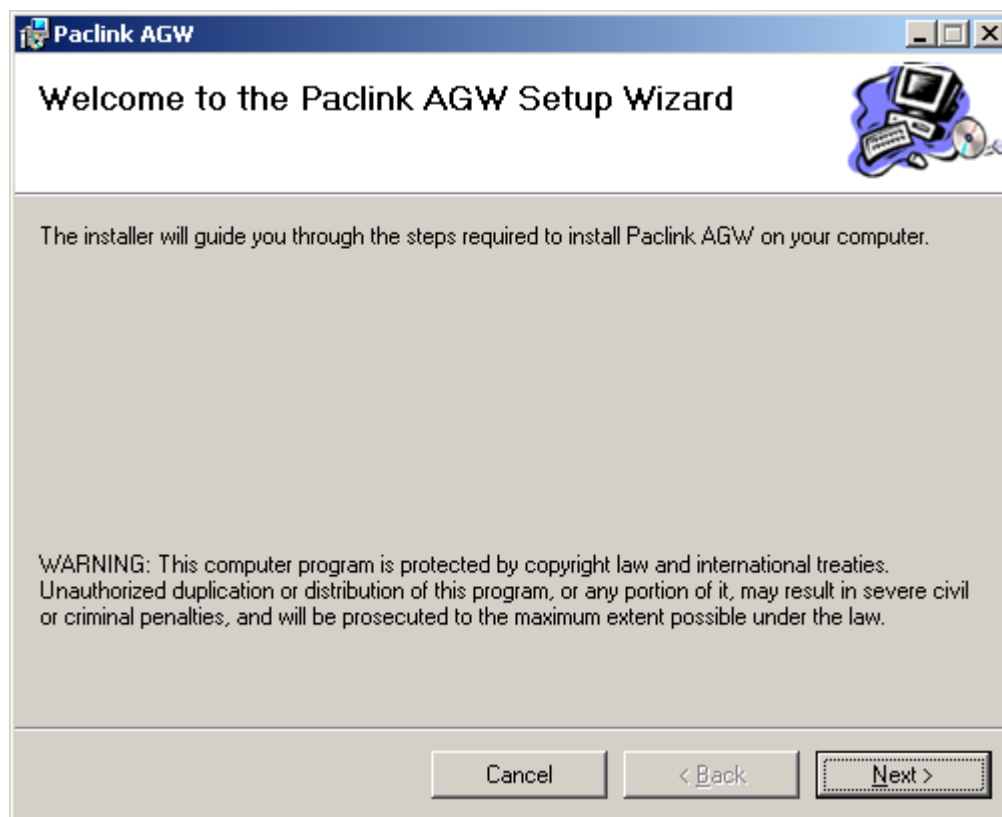 Paclink AGW
Welcome to the Paclink AGW Setup Wizard
The installer will guide you through the steps required to install Paclink AGW on your computer.
WARNING: This computer program is protected by copyright law and international treaties.
Unauthorized duplication or distribution of this program, or any portion of it, may result in severe civil
or criminal penalties, and will be prosecuted to the maximum extent possible under the law.
Cancel
< Back
Next >